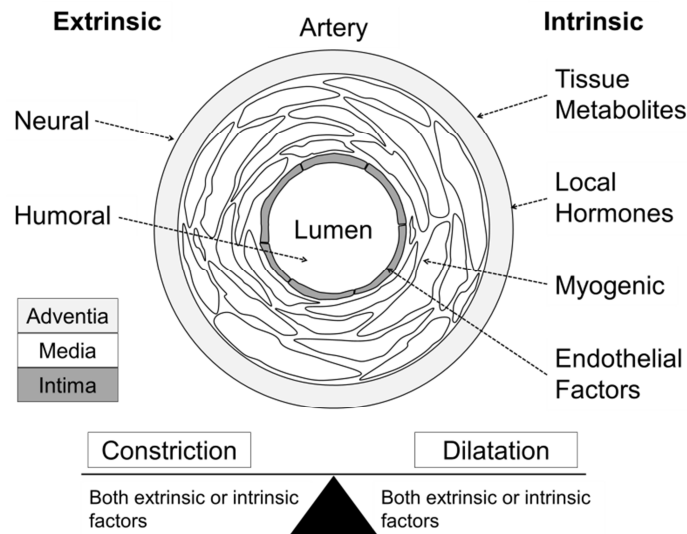 Extrinsic
Artery
Intrinsic
Neural
Humoral
Lumen
Tissue
Metabolites
Local
Hormones
Myogenic
Endothelial
Factors
Adventia
Media
Intima
Constriction
Dilatation
Both extrinsic or intrinsic
factors
Both extrinsic or intrinsic
factors